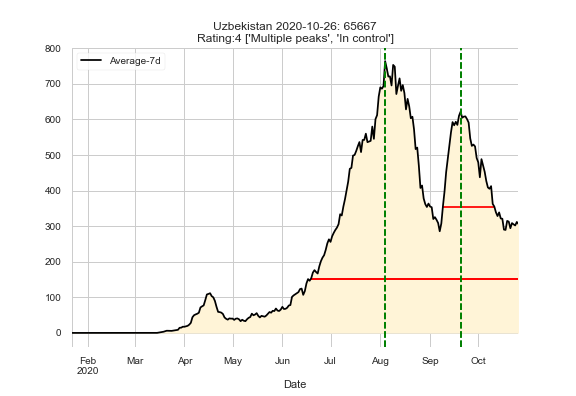 Uzbekistan 2020-10-26: 65667
Rating:4 ['Multiple peaks', 'In control']
Average-7d
800
700
600
500
400
300
200
100
0
Feb Mar Apr May Jun Jul Aug Sep Oct
2020
Date